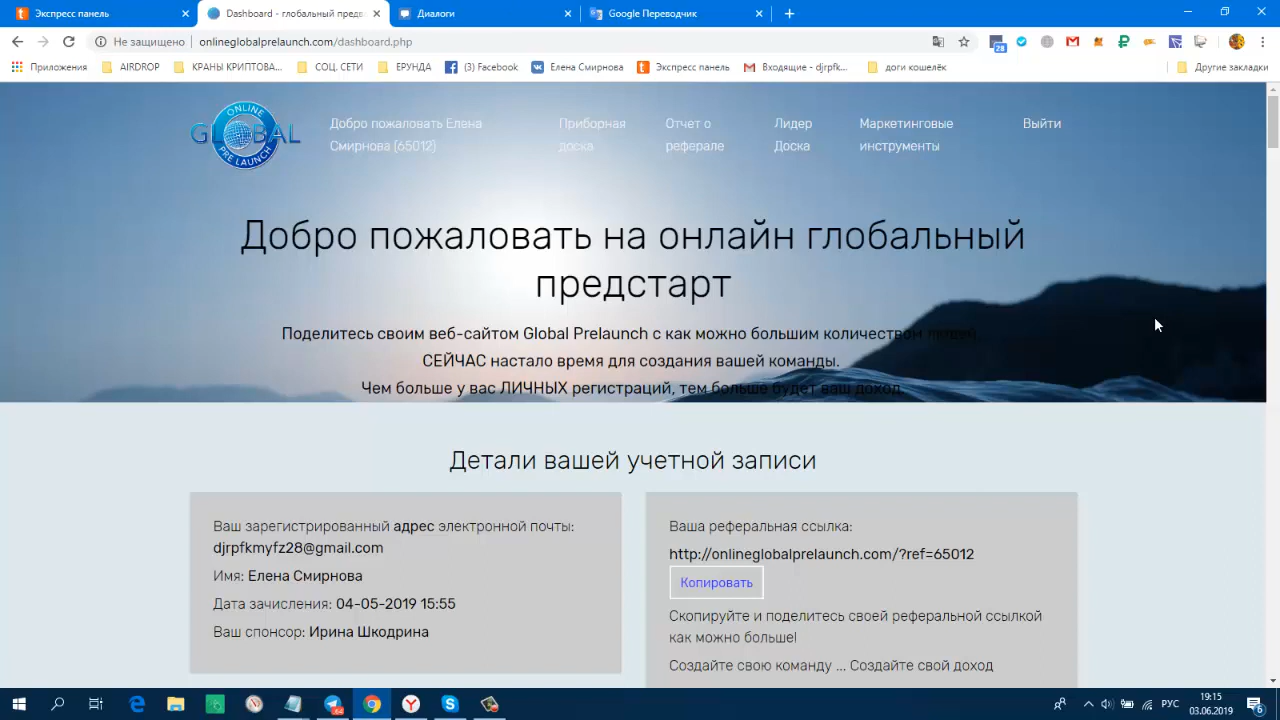 Экспресс панель
Dashboard - глобальный предв
Диалоги
Google Переводчик
Не защищено
onlineglobalprelaunch.com/dashboard.php
28
Приложения
AIRDROP
КРАНЫ КРИПТОВА...
СОЦ. СЕТИ
ЕРУНДА
(3) Facebook
Елена Смирнова
Экспресс панель
Входящие - djrpfk...
доги кошелёк
Другие закладки
ONLINE
GLOBAL
PRE LAUNCH
Добро пожаловать Елена
Смирнова (65012)
Приборная
доска
Отчет о
реферале
Лидер
Доска
Маркетинговые
инструменты
Выйти
Добро пожаловать на онлайн глобальный
предстарт
Поделитесь своим веб-сайтом Global Prelaunch с как можно большим количеством людей.
СЕЙЧАС настало время для создания вашей команды.
Чем больше у вас ЛИЧНЫХ регистраций, тем больше будет ваш доход.
Детали вашей учетной записи
Ваш зарегистрированный адрес электронной почты:
djrpfkmyfz28@gmail.com
Имя: Елена Смирнова
Дата зачисления: 04-05-2019 15:55
Ваш спонсор: Ирина Шкодрина
Ваша реферальная ссылка:
http://onlineglobalprelaunch.com/?ref=65012
Копировать
Скопируйте и поделитесь своей реферальной ссылкой
как можно больше!
Создайте свою команду ... Создайте свой доход
РУС
19:15
03.06.2019